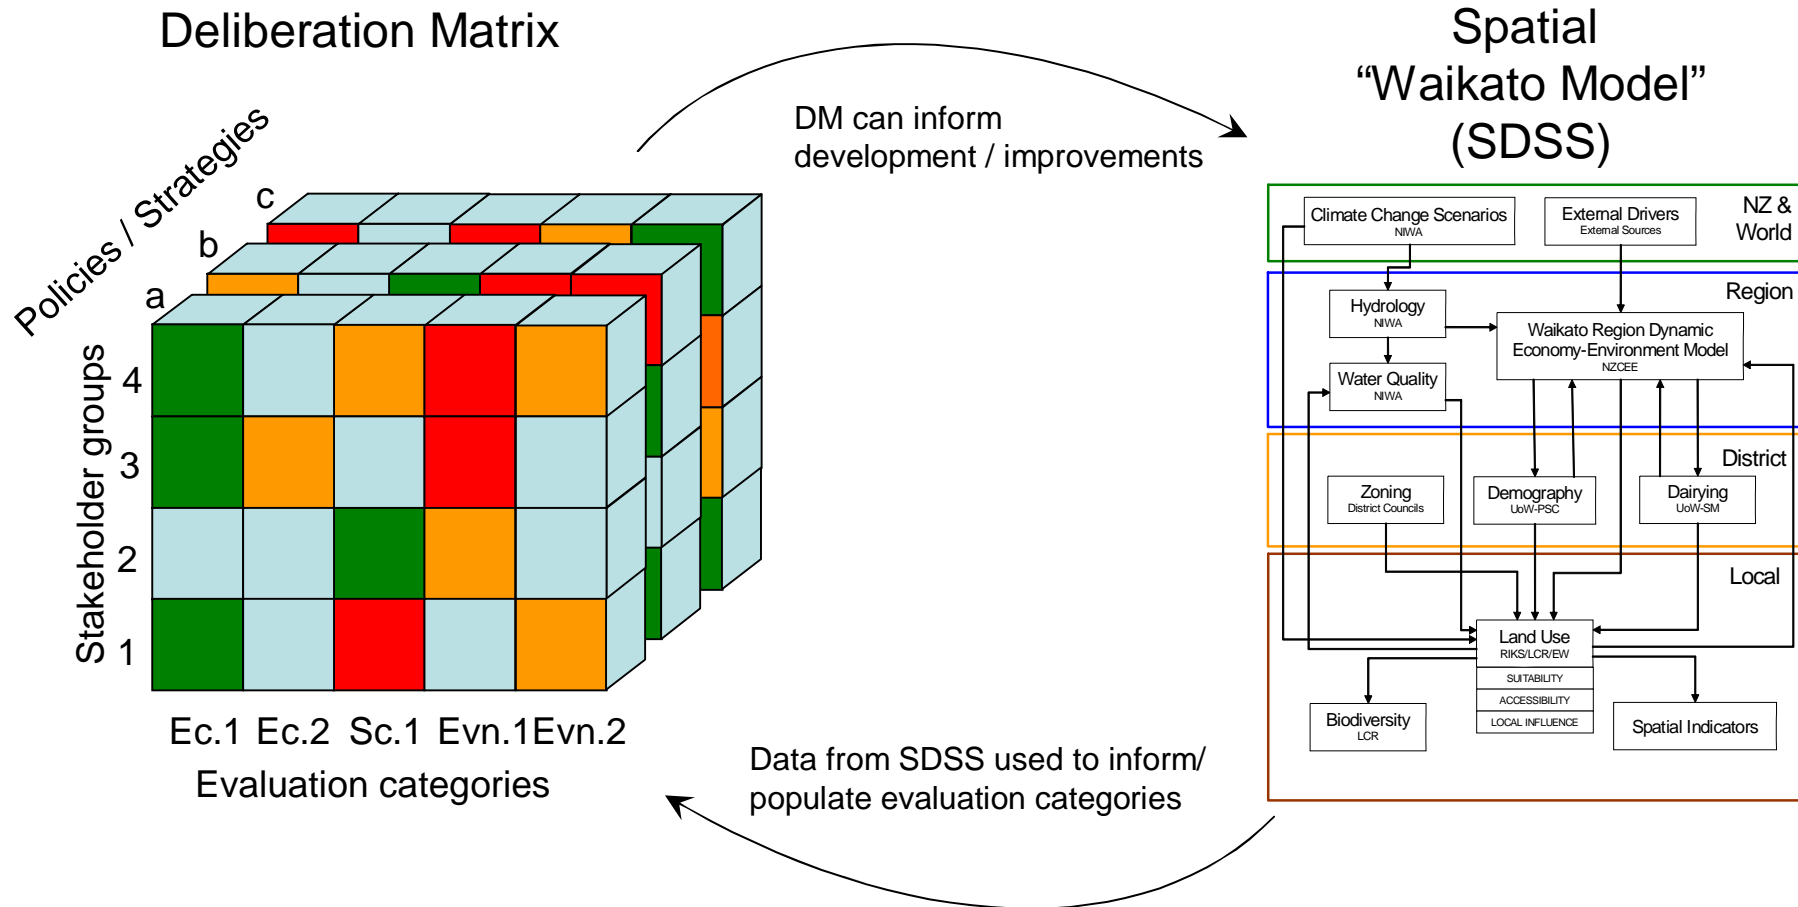 Deliberation Matrix
Policies / Strategies
c
b
a
Stakeholder groups
4
3
2
1
Ec.1 Ec.2 Sc.1 Evn.1 Evn.2
Evaluation categories
DM can inform
development / improvements
Data from SDSS used to inform/
populate evaluation categories
Spatial
“Waikato Model”
(SDSS)
NZ &
World
Climate Change Scenarios
NIWA
External Drivers
External Sources
Region
Hydrology
NIWA
Waikato Region Dynamic
Economy-Environment Model
NZCEE
Water Quality
NIWA
District
Zoning
District Councils
Demography
UoW-PSC
Dairying
UoW-SM
Local
Land Use
RIKS/LCR/EW
SUITABILITY
ACCESSIBILITY
LOCAL INFLUENCE
Biodiversity
LCR
Spatial Indicators